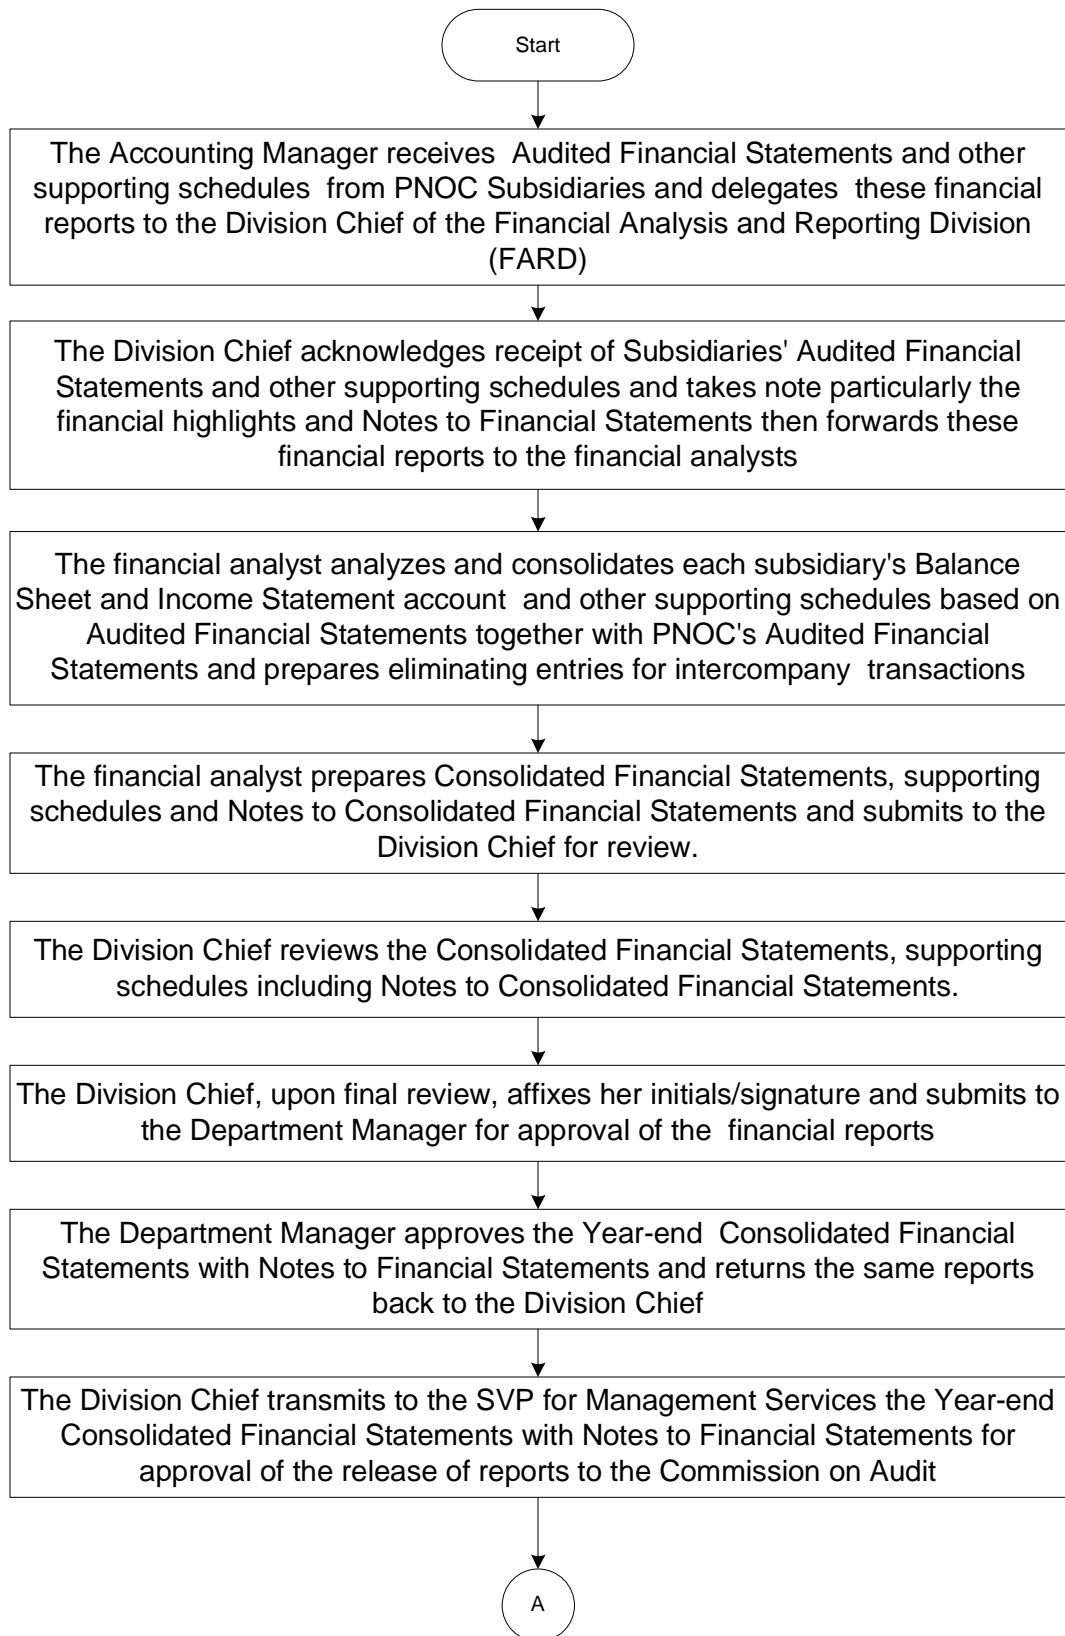 Start
The Accounting Manager receives  Audited Financial Statements and other
supporting schedules  from PNOC Subsidiaries and delegates  these financial
reports to the Division Chief of the Financial Analysis and Reporting Division
(FARD)
The Division Chief acknowledges receipt of Subsidiaries' Audited Financial
Statements and other supporting schedules and takes note particularly the
financial highlights and Notes to Financial Statements then forwards these
financial reports to the financial analysts
The financial analyst analyzes and consolidates each subsidiary's Balance
Sheet and Income Statement account  and other supporting schedules based on
Audited Financial Statements together with PNOC's Audited Financial
Statements and prepares eliminating entries for intercompany  transactions
The financial analyst prepares Consolidated Financial Statements, supporting
schedules and Notes to Consolidated Financial Statements and submits to the
Division Chief for review.
The Division Chief reviews the Consolidated Financial Statements, supporting
schedules including Notes to Consolidated Financial Statements.
The Division Chief, upon final review, affixes her initials/signature and submits to
the Department Manager for approval of the  financial reports
The Department Manager approves the Year-end  Consolidated Financial
Statements with Notes to Financial Statements and returns the same reports
back to the Division Chief
The Division Chief transmits to the SVP for Management Services the Year-end
Consolidated Financial Statements with Notes to Financial Statements for
approval of the release of reports to the Commission on Audit
A